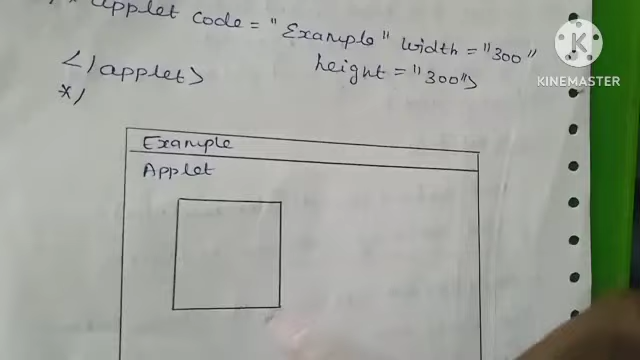 applet code = "Example" width = "300"
height = "300">
</applet>
*/
Example
Applet
KINEMASTER